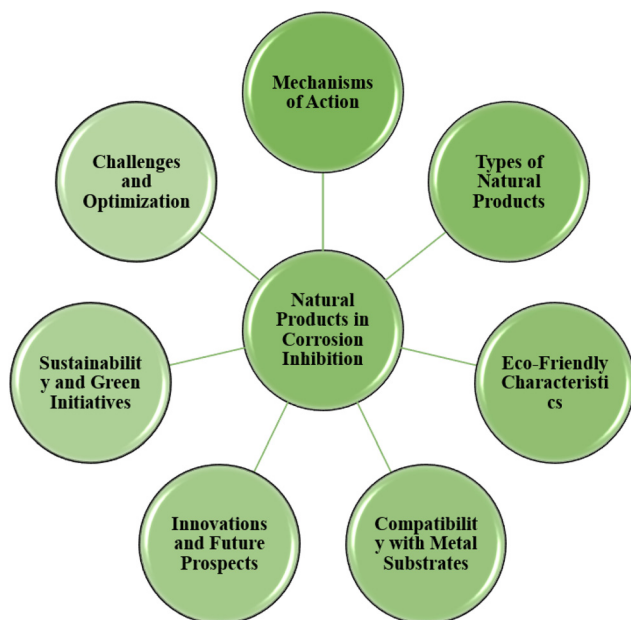 Mechanisms
of Action
Challenges
and
Optimization
Types of
Natural
Products
Natural
Products in
Corrosion
Inhibition
Sustainabilit
y and Green
Initiatives
Eco-Friendly
Characteristi
cs
Innovations
and Future
Prospects
Compatibilit
y with Metal
Substrates